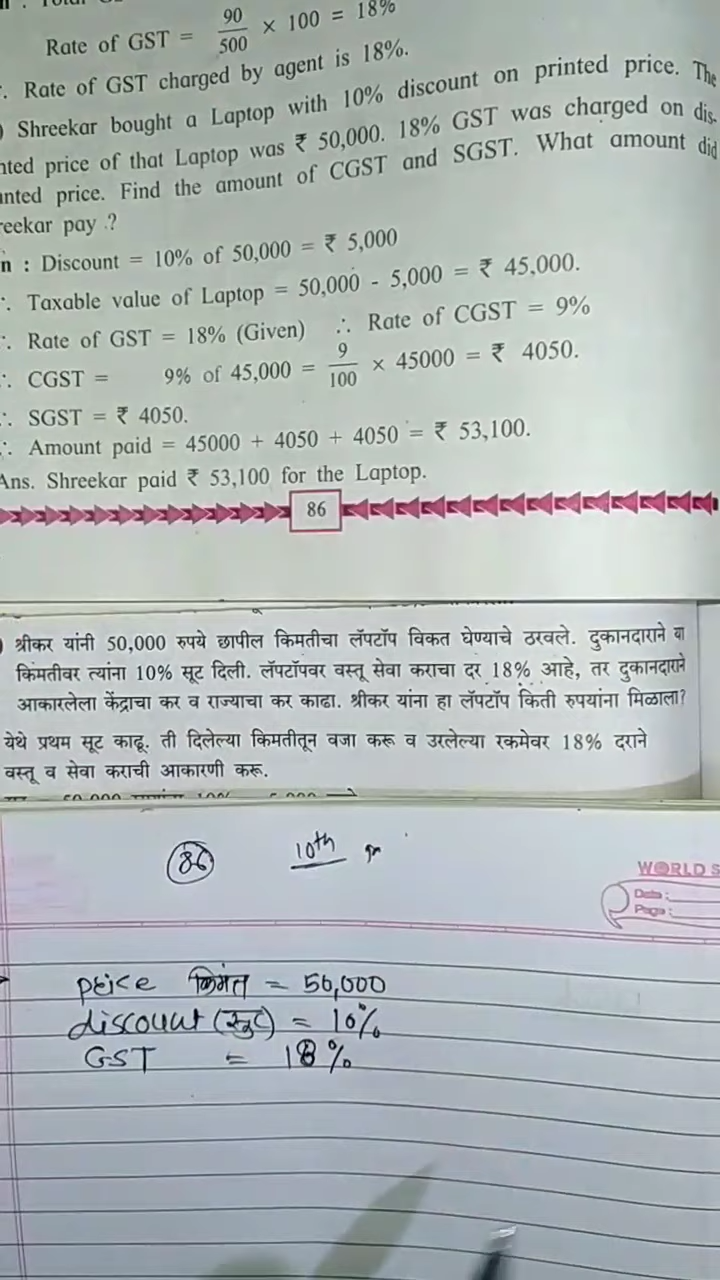 Rate of GST = 90/500 × 100 = 18%
∴ Rate of GST charged by agent is 18%.
) Shreekar bought a Laptop with 10% discount on printed price. The
nted price of that Laptop was ₹ 50,000. 18% GST was charged on dis-
unted price. Find the amount of CGST and SGST. What amount did
reekar pay ?
n : Discount = 10% of 50,000 = ₹ 5,000
∴ Taxable value of Laptop = 50,000 - 5,000 = ₹ 45,000.
∴ Rate of GST = 18% (Given) ∴ Rate of CGST = 9%
∴ CGST = 9% of 45,000 = 9/100 × 45000 = ₹ 4050.
∴ SGST = ₹ 4050.
∴ Amount paid = 45000 + 4050 + 4050 = ₹ 53,100.
Ans. Shreekar paid ₹ 53,100 for the Laptop.
86
) श्रीकर यांनी 50,000 रुपये छापील किमतीचा लॅपटॉप विकत घेण्याचे ठरवले. दुकानदाराने या
किमतीवर त्यांना 10% सूट दिली. लॅपटॉपवर वस्तू सेवा कराचा दर 18% आहे, तर दुकानदाराने
आकारलेला केंद्राचा कर व राज्याचा कर काढा. श्रीकर यांना हा लॅपटॉप किती रुपयांना मिळाला?
येथे प्रथम सूट काढू. ती दिलेल्या किमतीतून वजा करू व उरलेल्या रकमेवर 18% दराने
वस्तू व सेवा कराची आकारणी करू.
86 10th
WORLD S
Date :
Page :
price किंमत = 50,000
discount (सुट) = 10%
GST = 18%